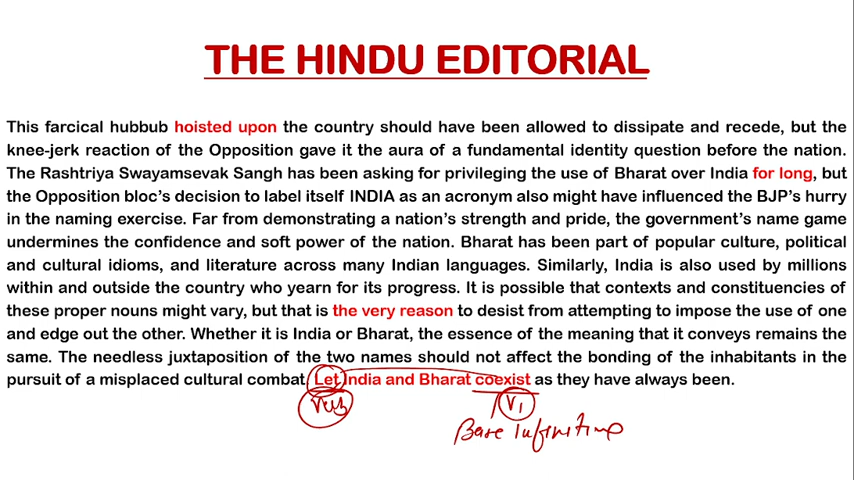 THE HINDU EDITORIAL
This farcical hubbub hoisted upon the country should have been allowed to dissipate and recede, but the
knee-jerk reaction of the Opposition gave it the aura of a fundamental identity question before the nation.
The Rashtriya Swayamsevak Sangh has been asking for privileging the use of Bharat over India for long, but
the Opposition bloc's decision to label itself INDIA as an acronym also might have influenced the BJP's hurry
in the naming exercise. Far from demonstrating a nation's strength and pride, the government's name game
undermines the confidence and soft power of the nation. Bharat has been part of popular culture, political
and cultural idioms, and literature across many Indian languages. Similarly, India is also used by millions
within and outside the country who yearn for its progress. It is possible that contexts and constituencies of
these proper nouns might vary, but that is the very reason to desist from attempting to impose the use of one
and edge out the other. Whether it is India or Bharat, the essence of the meaning that it conveys remains the
same. The needless juxtaposition of the two names should not affect the bonding of the inhabitants in the
pursuit of a misplaced cultural combat. Let India and Bharat coexist as they have always been.
V1
Bare infinitive